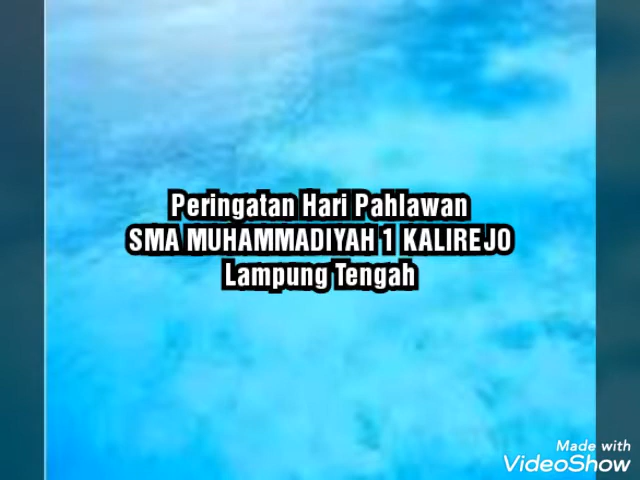 Peringatan Hari Pahlawan
SMA MUHAMMADIYAH 1 KALIREJO
Lampung Tengah
Made with
VideoShow